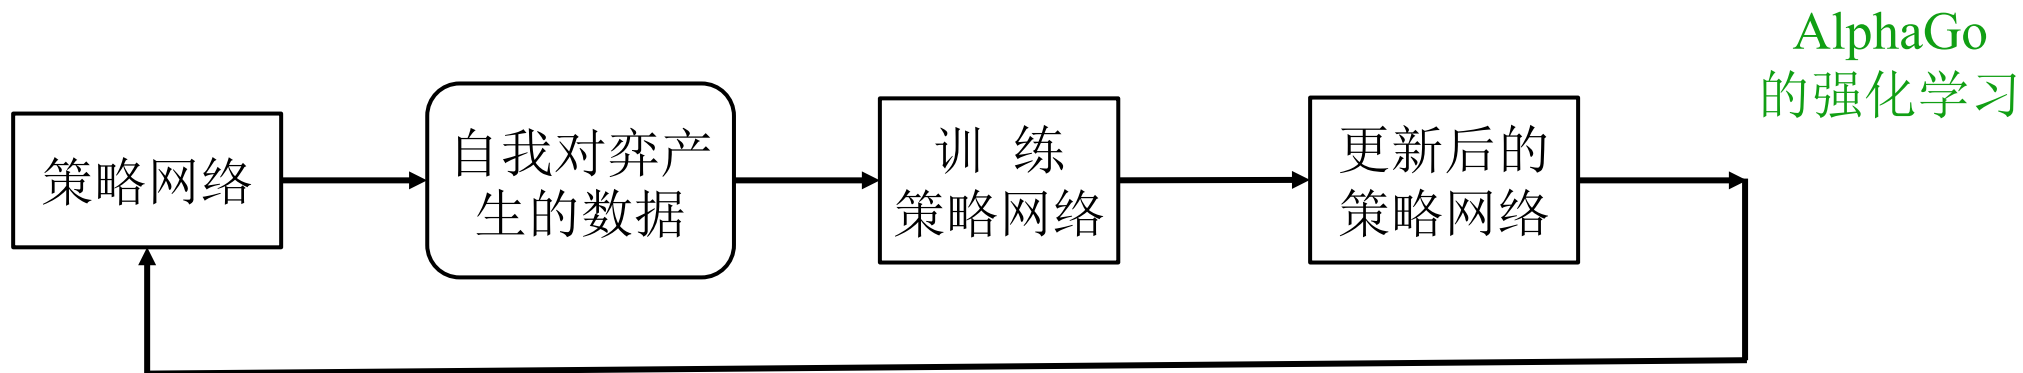 AlphaGo
的强化学习
策略网络
自我对弈产
生的数据
训 练
策略网络
更新后的
策略网络